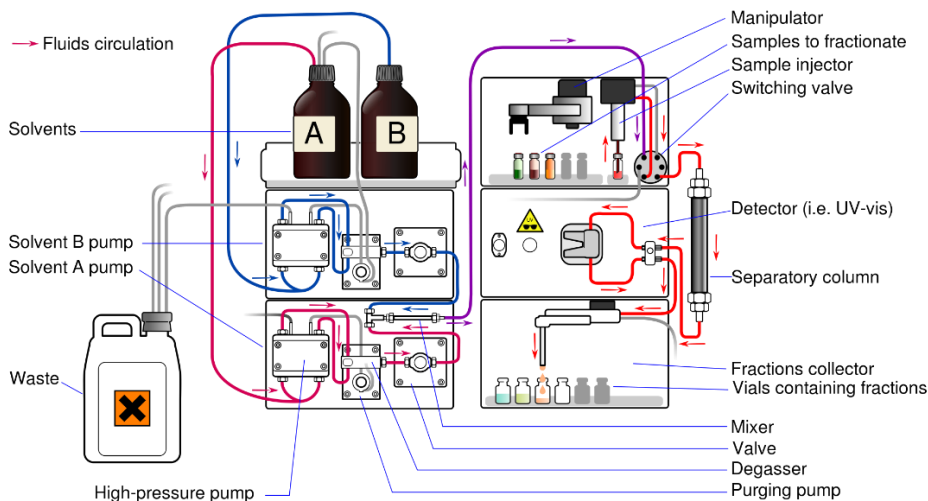 Fluids circulation
Solvents
A
B
Solvent B pump
Solvent A pump
Waste
High-pressure pump
Manipulator
Samples to fractionate
Sample injector
Switching valve
UV
Detector (i.e. UV-vis)
Separatory column
Fractions collector
Vials containing fractions
Mixer
Valve
Degasser
Purging pump